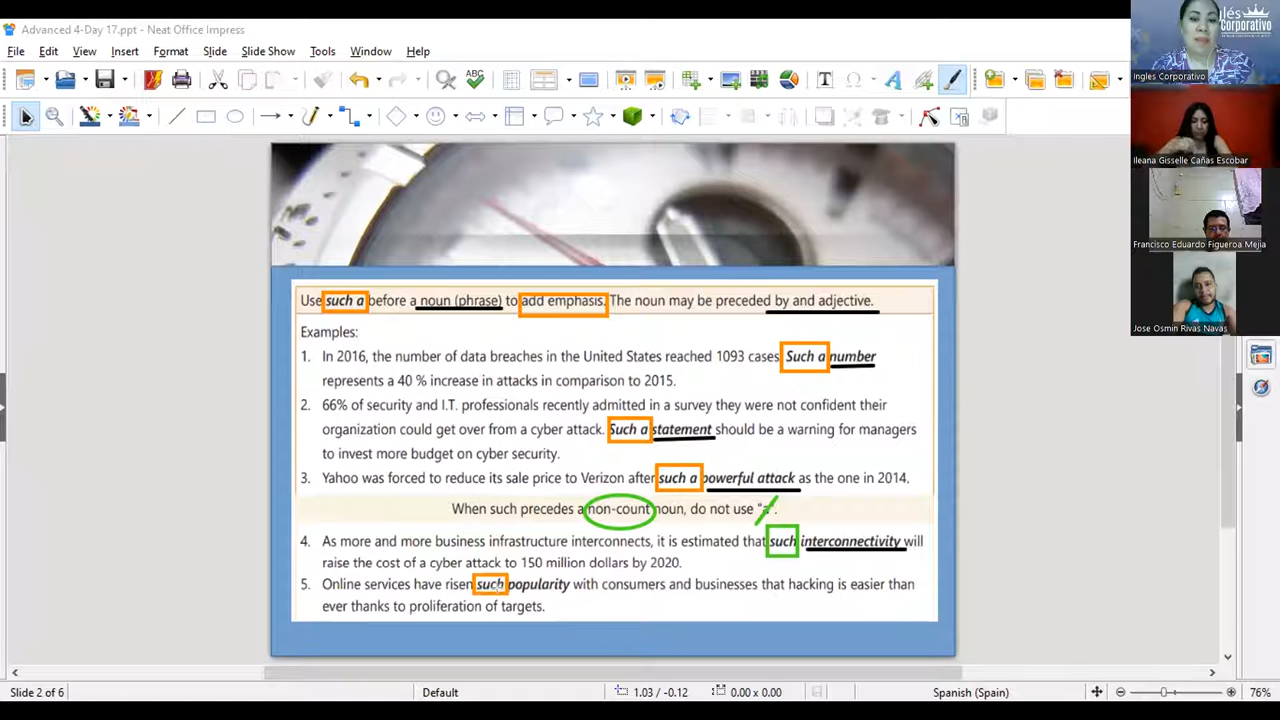 Advanced 4-Day 17.ppt - Neat Office Impress
File Edit View Insert Format Slide Slide Show Tools Window Help
Use such a before a noun (phrase) to add emphasis. The noun may be preceded by and adjective.
Examples:
1. In 2016, the number of data breaches in the United States reached 1093 cases. Such a number
represents a 40 % increase in attacks in comparison to 2015.
2. 66% of security and I.T. professionals recently admitted in a survey they were not confident their
organization could get over from a cyber attack. Such a statement should be a warning for managers
to invest more budget on cyber security.
3. Yahoo was forced to reduce its sale price to Verizon after such a powerful attack as the one in 2014.
When such precedes a non-count noun, do not use "a".
4. As more and more business infrastructure interconnects, it is estimated that such interconnectivity will
raise the cost of a cyber attack to 150 million dollars by 2020.
5. Online services have risen such popularity with consumers and businesses that hacking is easier than
ever thanks to proliferation of targets.
Slide 2 of 6 Default 1.03 / -0.12 0.00 x 0.00 Spanish (Spain) 76%
lés
Corporativo
Ingles Corporativo
Ileana Gisselle Cañas Escobar
Francisco Eduardo Figueroa Mejia
Jose Osmin Rivas Navas